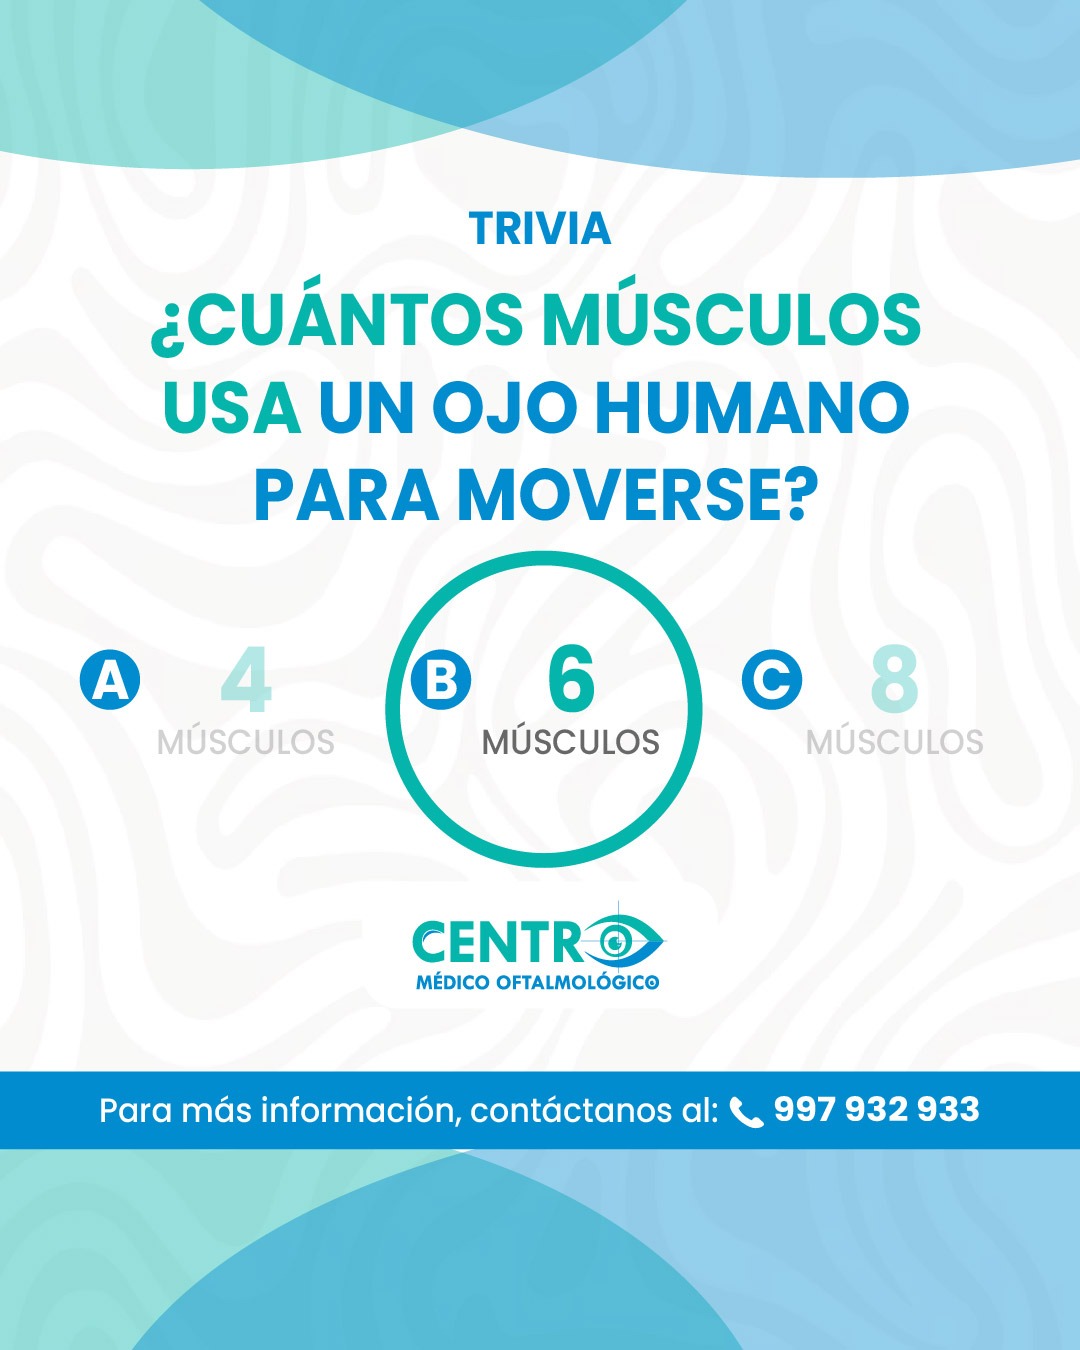 TRIVIA
¿CUÁNTOS MÚSCULOS
USA UN OJO HUMANO
PARA MOVERSE?
A 4 MÚSCULOS
B 6 MÚSCULOS
C 8 MÚSCULOS
CENTRO
MÉDICO OFTALMOLÓGICO
Para más información, contáctanos al: 997 932 933